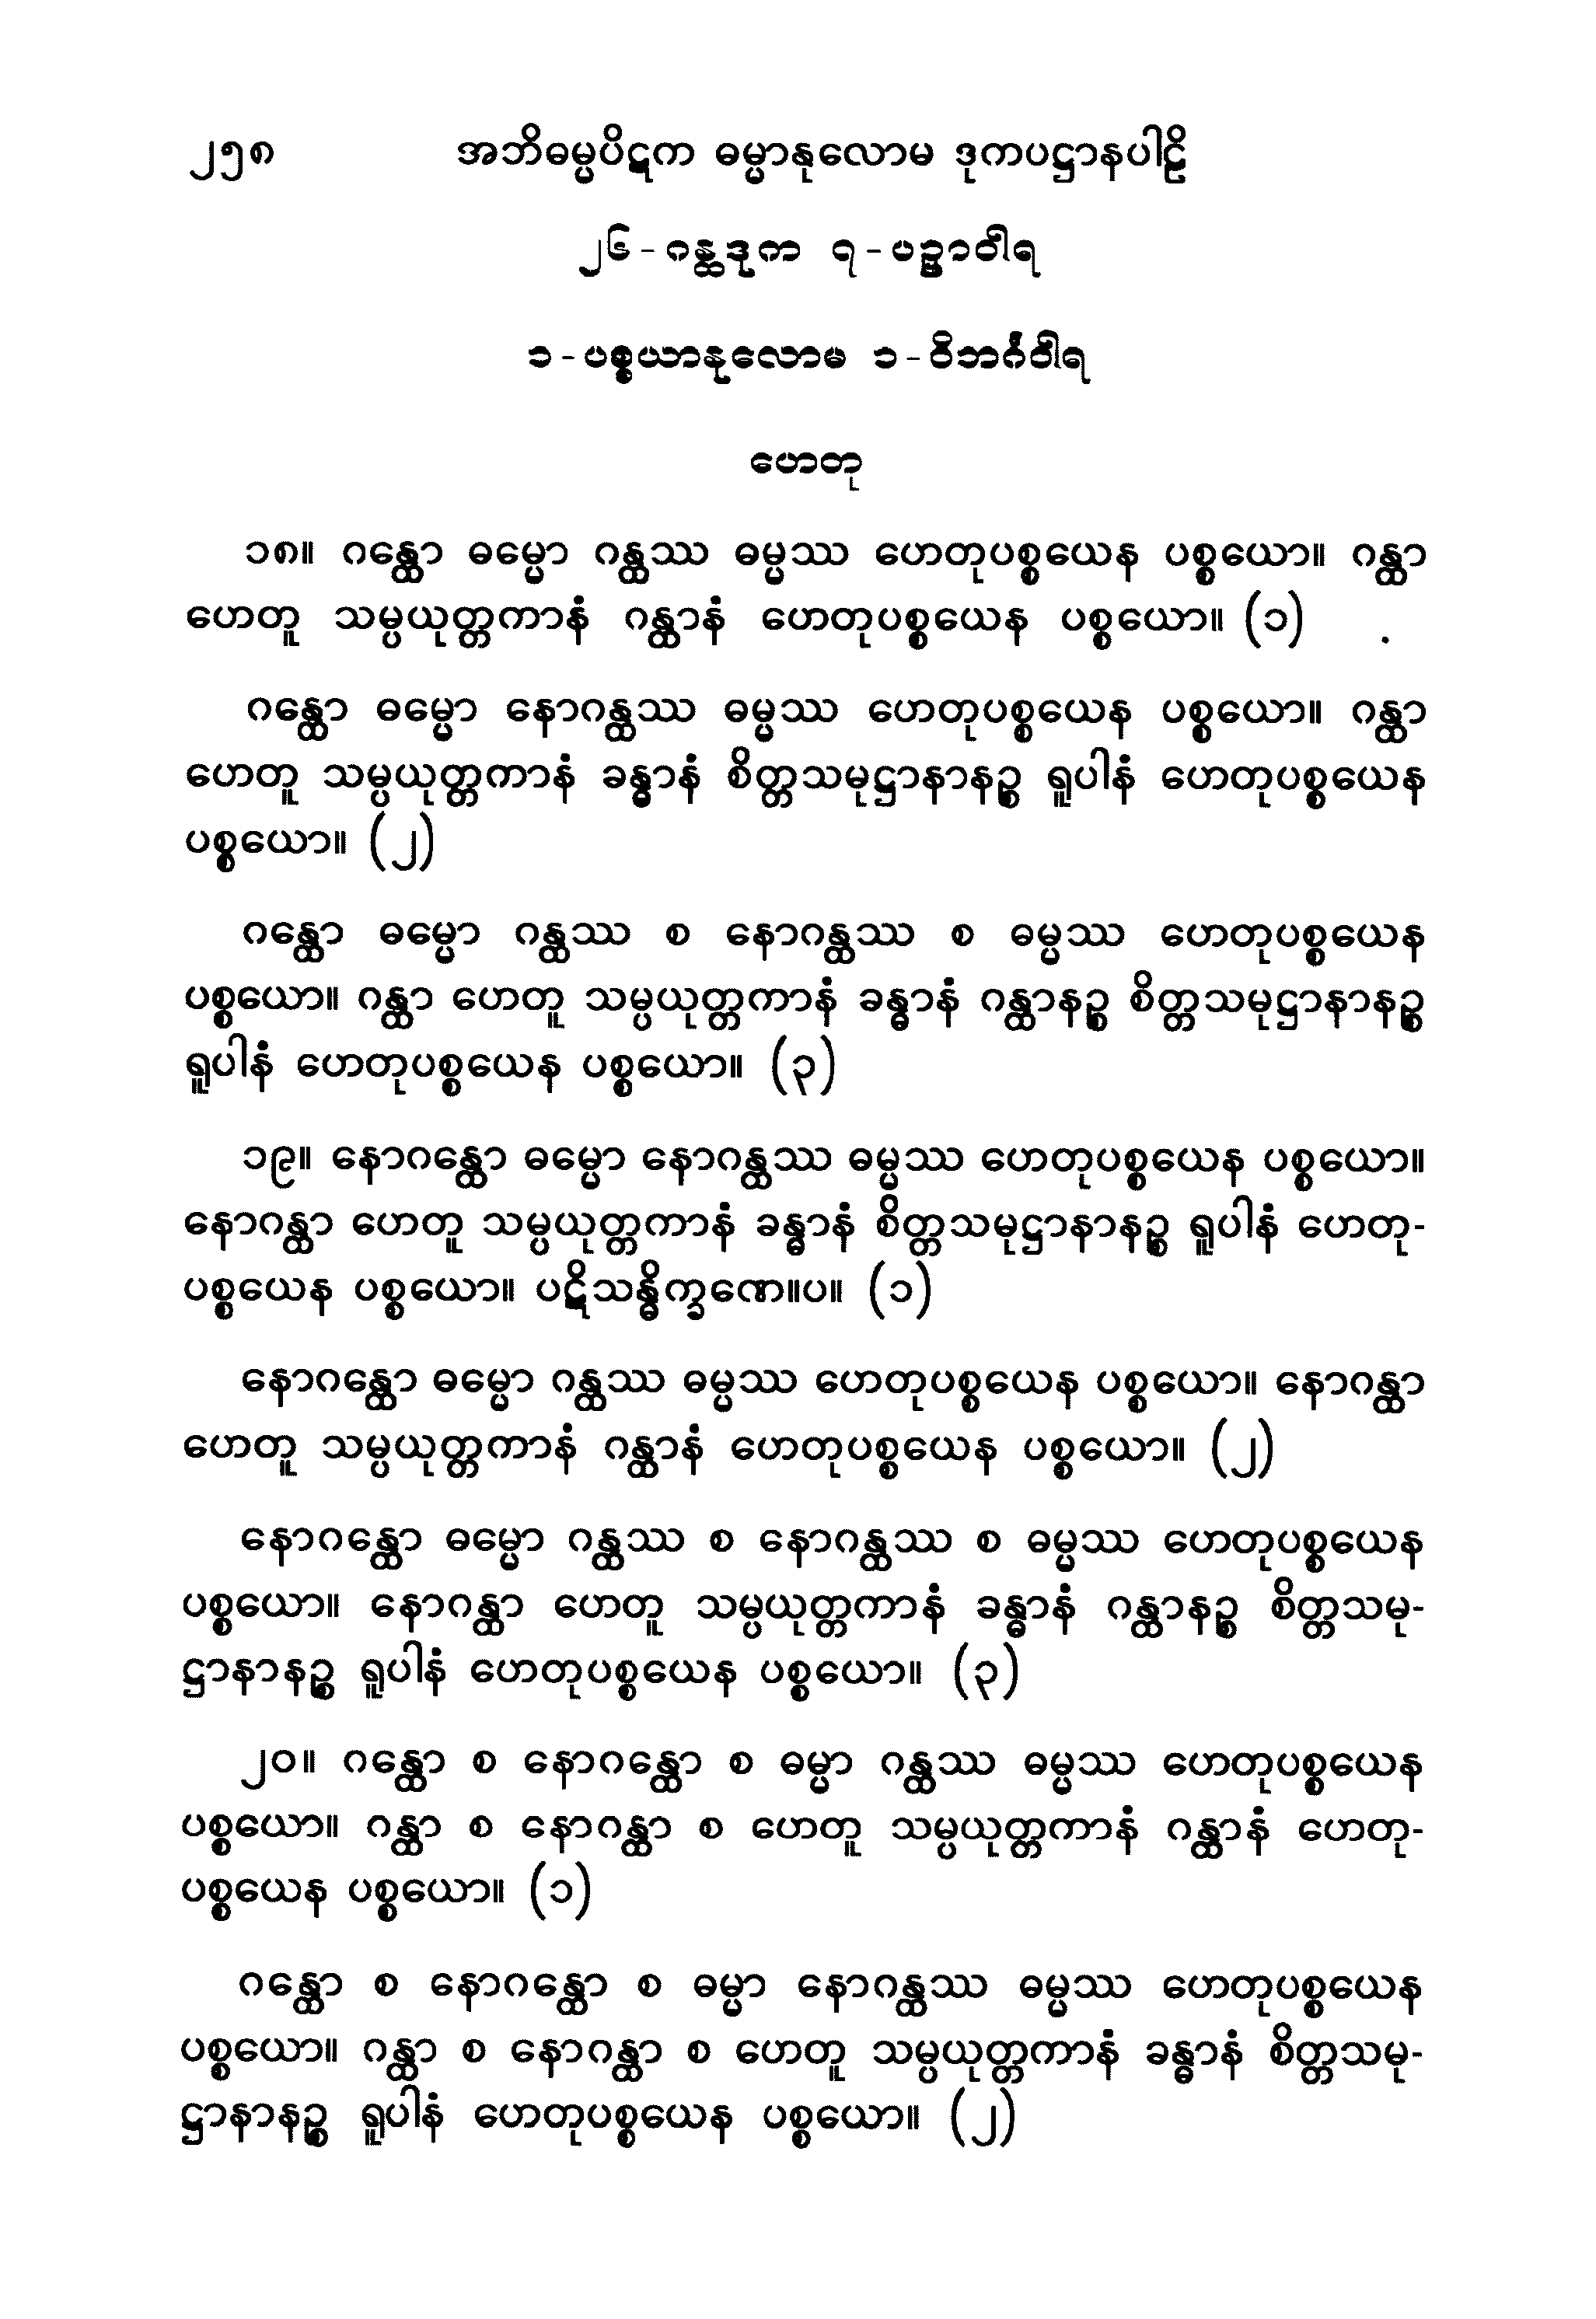 ၂၅၈ အဘိဓမ္မပိဋက ဓမ္မာနုလောမ ဒုကပဋ္ဌာနပါဠိ
၂၆-ဂန္ထဒုက ၇-ပဥှာဝါရ
၁-ပစ္စယာနုလောမ ၁-ဝိဘင်္ဂဝါရ
ဟေတု
၁၈။ ဂန္ထော ဓမ္မော ဂန္ထဿ ဓမ္မဿ ဟေတုပစ္စယေန ပစ္စယော။ ဂန္ထာ
ဟေတူ သမ္ပယုတ္တကာနံ ဂန္ထာနံ ဟေတုပစ္စယေန ပစ္စယော။ (၁)
ဂန္ထော ဓမ္မော နောဂန္ထဿ ဓမ္မဿ ဟေတုပစ္စယေန ပစ္စယော။ ဂန္ထာ
ဟေတူ သမ္ပယုတ္တကာနံ ခန္ဓာနံ စိတ္တသမုဋ္ဌာနာနဉ္စ ရူပါနံ ဟေတုပစ္စယေန
ပစ္စယော။ (၂)
ဂန္ထော ဓမ္မော ဂန္ထဿ စ နောဂန္ထဿ စ ဓမ္မဿ ဟေတုပစ္စယေန
ပစ္စယော။ ဂန္ထာ ဟေတူ သမ္ပယုတ္တကာနံ ခန္ဓာနံ ဂန္ထာနဉ္စ စိတ္တသမုဋ္ဌာနာနဉ္စ
ရူပါနံ ဟေတုပစ္စယေန ပစ္စယော။ (၃)
၁၉။ နောဂန္ထော ဓမ္မော နောဂန္ထဿ ဓမ္မဿ ဟေတုပစ္စယေန ပစ္စယော။
နောဂန္ထာ ဟေတူ သမ္ပယုတ္တကာနံ ခန္ဓာနံ စိတ္တသမုဋ္ဌာနာနဉ္စ ရူပါနံ ဟေတု-
ပစ္စယေန ပစ္စယော။ ပဋိသန္ဓိက္ခဏေ။ပ။ (၁)
နောဂန္ထော ဓမ္မော ဂန္ထဿ ဓမ္မဿ ဟေတုပစ္စယေန ပစ္စယော။ နောဂန္ထာ
ဟေတူ သမ္ပယုတ္တကာနံ ဂန္ထာနံ ဟေတုပစ္စယေန ပစ္စယော။ (၂)
နောဂန္ထော ဓမ္မော ဂန္ထဿ စ နောဂန္ထဿ စ ဓမ္မဿ ဟေတုပစ္စယေန
ပစ္စယော။ နောဂန္ထာ ဟေတူ သမ္ပယုတ္တကာနံ ခန္ဓာနံ ဂန္ထာနဉ္စ စိတ္တသမု-
ဋ္ဌာနာနဉ္စ ရူပါနံ ဟေတုပစ္စယေန ပစ္စယော။ (၃)
၂၀။ ဂန္ထော စ နောဂန္ထော စ ဓမ္မာ ဂန္ထဿ ဓမ္မဿ ဟေတုပစ္စယေန
ပစ္စယော။ ဂန္ထာ စ နောဂန္ထာ စ ဟေတူ သမ္ပယုတ္တကာနံ ဂန္ထာနံ ဟေတု-
ပစ္စယေန ပစ္စယော။ (၁)
ဂန္ထော စ နောဂန္ထော စ ဓမ္မာ နောဂန္ထဿ ဓမ္မဿ ဟေတုပစ္စယေန
ပစ္စယော။ ဂန္ထာ စ နောဂန္ထာ စ ဟေတူ သမ္ပယုတ္တကာနံ ခန္ဓာနံ စိတ္တသမု-
ဋ္ဌာနာနဉ္စ ရူပါနံ ဟေတုပစ္စယေန ပစ္စယော။ (၂)